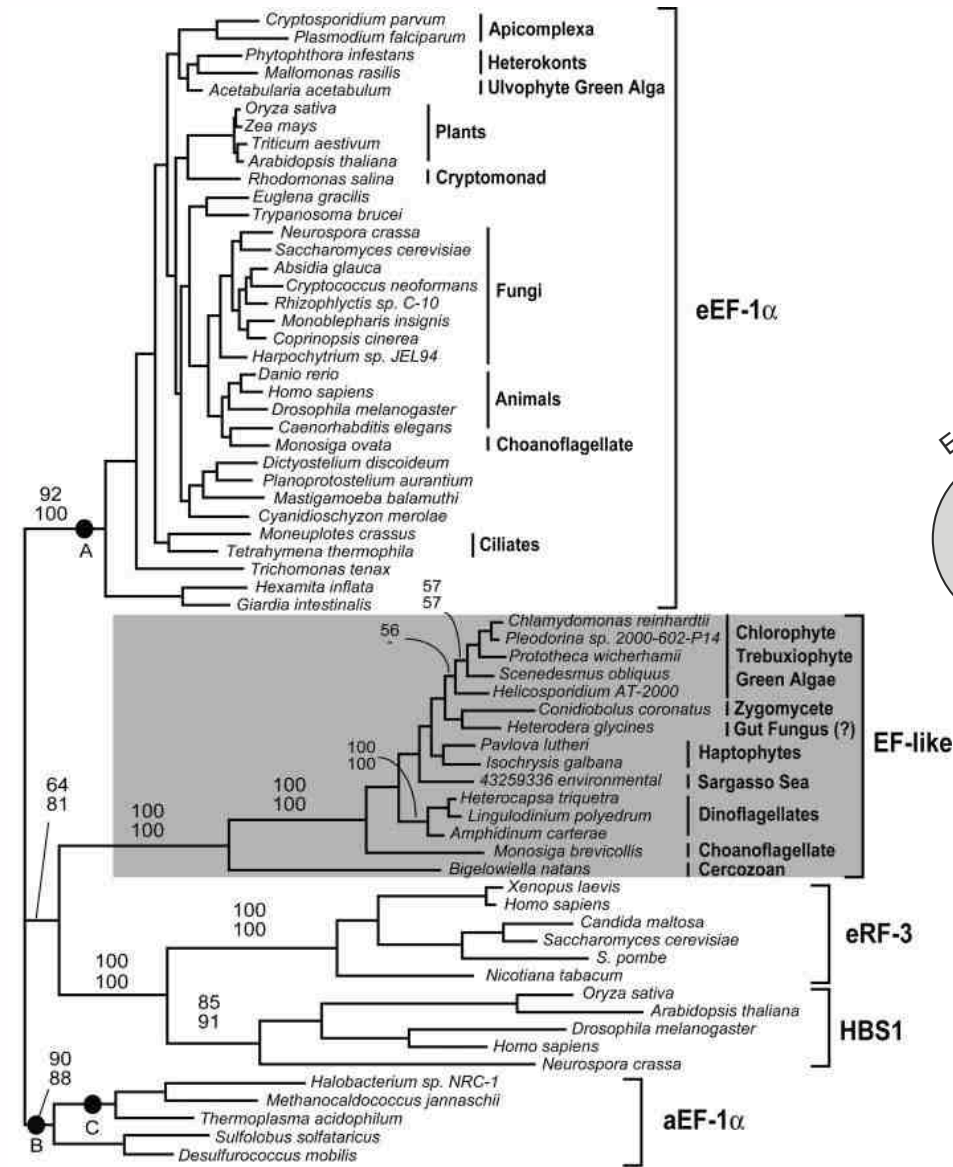 Cryptosporidium parvum
Plasmodium falciparum
Apicomplexa
Phytophthora infestans
Mallomonas rasilis
Heterokonts
Acetabularia acetabulum
Ulvophyte Green Alga
Oryza sativa
Zea mays
Triticum aestivum
Arabidopsis thaliana
Plants
Rhodomonas salina
Cryptomonad
Euglena gracilis
Trypanosoma brucei
Neurospora crassa
Saccharomyces cerevisiae
Absidia glauca
Cryptococcus neoformans
Rhizophlyctis sp. C-10
Monoblepharis insignis
Coprinopsis cinerea
Harpochytrium sp. JEL94
Fungi
eEF-1α
Danio rerio
Homo sapiens
Drosophila melanogaster
Caenorhabditis elegans
Animals
Monosiga ovata
Choanoflagellate
Dictyostelium discoideum
Planoprotostelium aurantium
Mastigamoeba balamuthi
Cyanidioschyzon merolae
92
100
A
Moneuplotes crassus
Tetrahymena thermophila
Ciliates
Trichomonas tenax
Hexamita inflata
Giardia intestinalis
57
57
56
-
Chlamydomonas reinhardtii
Pleodorina sp. 2000-602-P14
Prototheca wicherhamii
Scenedesmus obliquus
Helicosporidium AT-2000
Chlorophyte
Trebuxiophyte
Green Algae
Conidiobolus coronatus
Zygomycete
Heterodera glycines
Gut Fungus (?)
EF-like
Pavlova lutheri
Isochrysis galbana
Haptophytes
43259336 environmental
Sargasso Sea
100
100
Heterocapsa triquetra
Lingulodinium polyedrum
Amphidinum carterae
Dinoflagellates
Monosiga brevicollis
Choanoflagellate
Bigelowiella natans
Cercozoan
64
81
100
100
100
100
Xenopus laevis
Homo sapiens
Candida maltosa
Saccharomyces cerevisiae
S. pombe
Nicotiana tabacum
eRF-3
100
100
100
100
85
91
Oryza sativa
Arabidopsis thaliana
Drosophila melanogaster
Homo sapiens
Neurospora crassa
HBS1
90
88
B
C
Halobacterium sp. NRC-1
Methanocaldococcus jannaschii
Thermoplasma acidophilum
Sulfolobus solfataricus
Desulfurococcus mobilis
aEF-1α